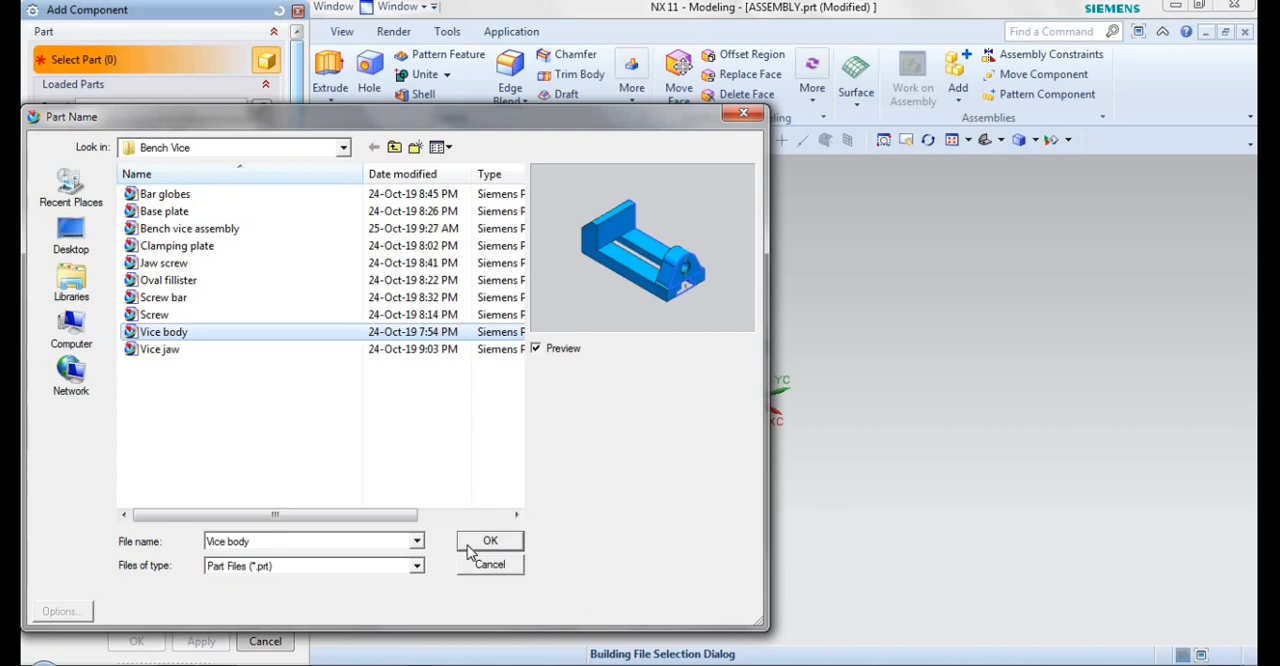 Add Component
Window
Window
NX 11 - Modeling - [ASSEMBLY.prt (Modified) ]
SIEMENS
Part
View
Render
Tools
Application
Find a Command
* Select Part (0)
Loaded Parts
Extrude
Hole
Pattern Feature
Unite
Shell
Edge
Blend
Chamfer
Trim Body
Draft
More
Move
Face
Offset Region
Replace Face
Delete Face
More
Surface
Work on
Assembly
Add
Assembly Constraints
Move Component
Pattern Component
Assemblies
Part Name
Look in:
Bench Vice
Name
Date modified
Type
Bar globes 24-Oct-19 8:45 PM Siemens P
Base plate 24-Oct-19 8:26 PM Siemens P
Bench vice assembly 25-Oct-19 9:27 AM Siemens P
Clamping plate 24-Oct-19 8:02 PM Siemens P
Jaw screw 24-Oct-19 8:41 PM Siemens P
Oval fillister 24-Oct-19 8:22 PM Siemens P
Screw bar 24-Oct-19 8:32 PM Siemens P
Screw 24-Oct-19 8:14 PM Siemens P
Vice body 24-Oct-19 7:54 PM Siemens P
Vice jaw 24-Oct-19 9:03 PM Siemens P
Recent Places
Desktop
Libraries
Computer
Network
Preview
YC
XC
File name:
Vice body
OK
Files of type:
Part Files (*.prt)
Cancel
Options...
OK
Apply
Cancel
Building File Selection Dialog